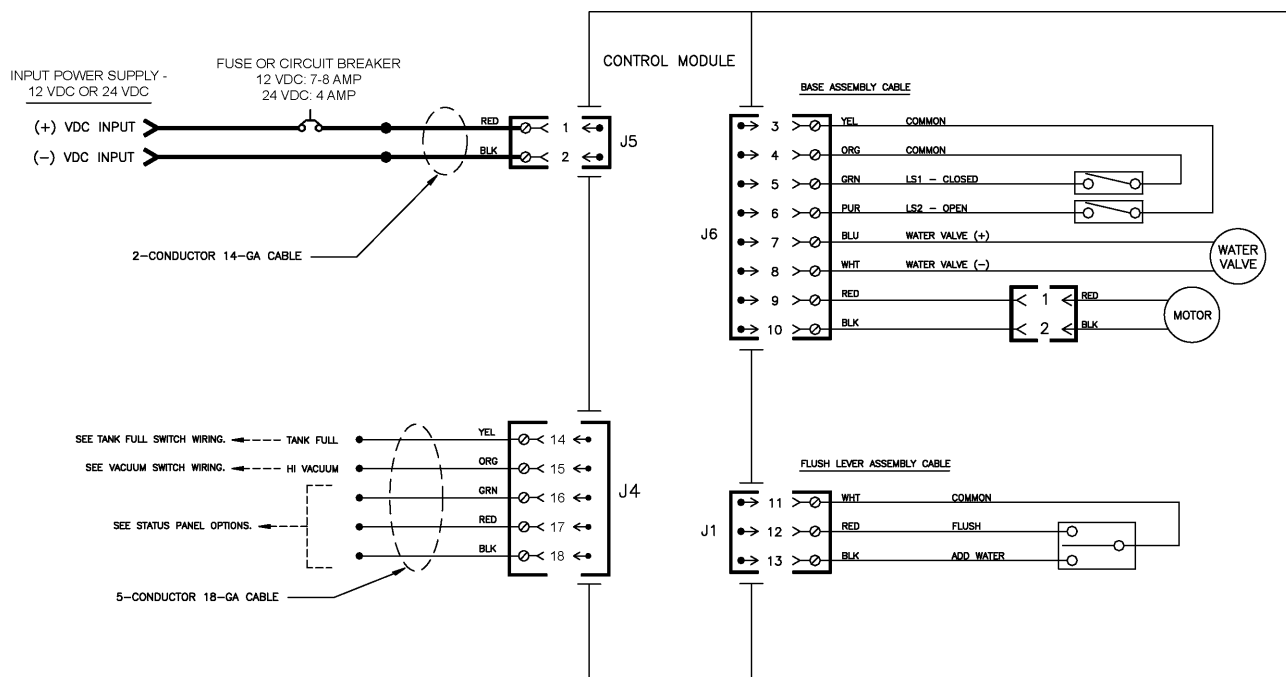 CONTROL MODULE
INPUT POWER SUPPLY -
12 VDC OR 24 VDC
FUSE OR CIRCUIT BREAKER
12 VDC: 7-8 AMP
24 VDC: 4 AMP
(+) VDC INPUT
RED
1
(-) VDC INPUT
BLK
2
J5
2-CONDUCTOR 14-GA CABLE
BASE ASSEMBLY CABLE
J6
3 YEL COMMON
4 ORG COMMON
5 GRN LS1 - CLOSED
6 PUR LS2 - OPEN
7 BLU WATER VALVE (+)
8 WHT WATER VALVE (-)
WATER
VALVE
9 RED 1 RED
10 BLK 2 BLK
MOTOR
SEE TANK FULL SWITCH WIRING. TANK FULL YEL 14
SEE VACUUM SWITCH WIRING. HI VACUUM ORG 15
GRN 16
SEE STATUS PANEL OPTIONS. RED 17
BLK 18
J4
5-CONDUCTOR 18-GA CABLE
FLUSH LEVER ASSEMBLY CABLE
J1
11 WHT COMMON
12 RED FLUSH
13 BLK ADD WATER